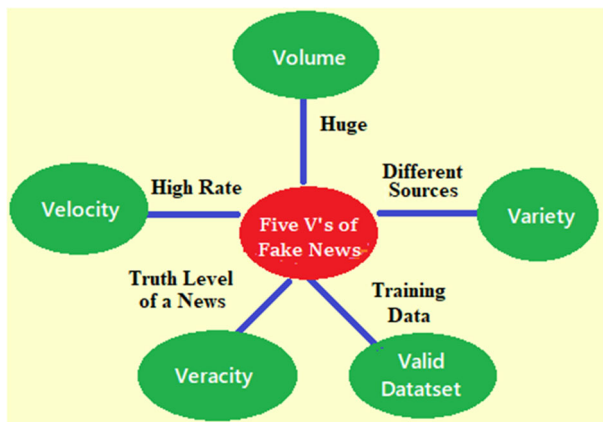 Volume
Huge
High Rate
Different
Sources
Velocity
Five V's of
Fake News
Variety
Truth Level
of a News
Training
Data
Veracity
Valid
Datatset